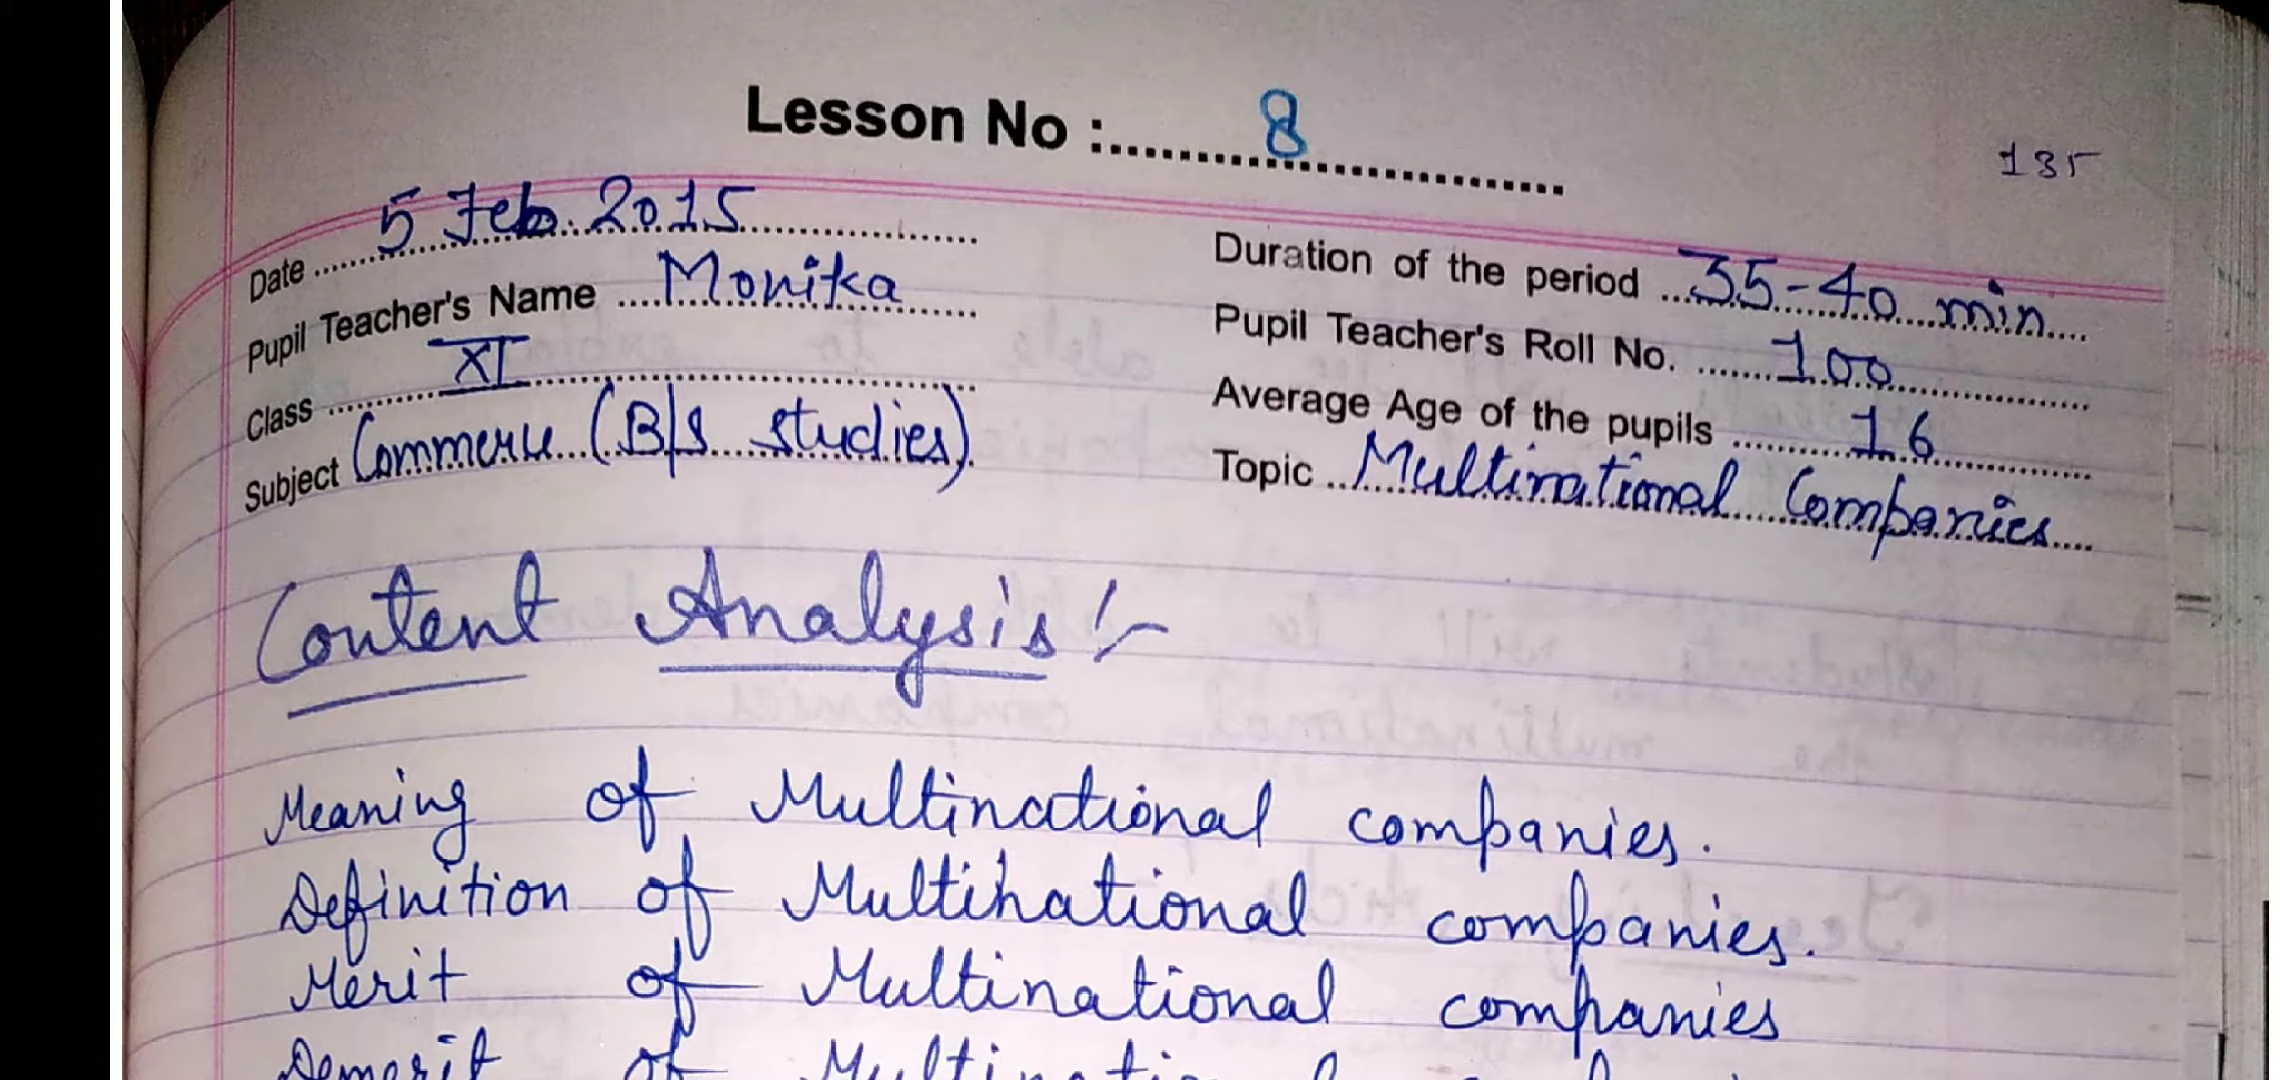 Lesson No : 8
135
Date 5 Feb. 2015
Pupil Teacher's Name Monika
Class XI
Subject Commerce (B/S studies)
Duration of the period 35-40 min
Pupil Teacher's Roll No. 100
Average Age of the pupils 16
Topic Multinational Companies
Content Analysis :-
Meaning of Multinational companies.
Definition of Multinational companies.
Merit of Multinational companies
Demerit of